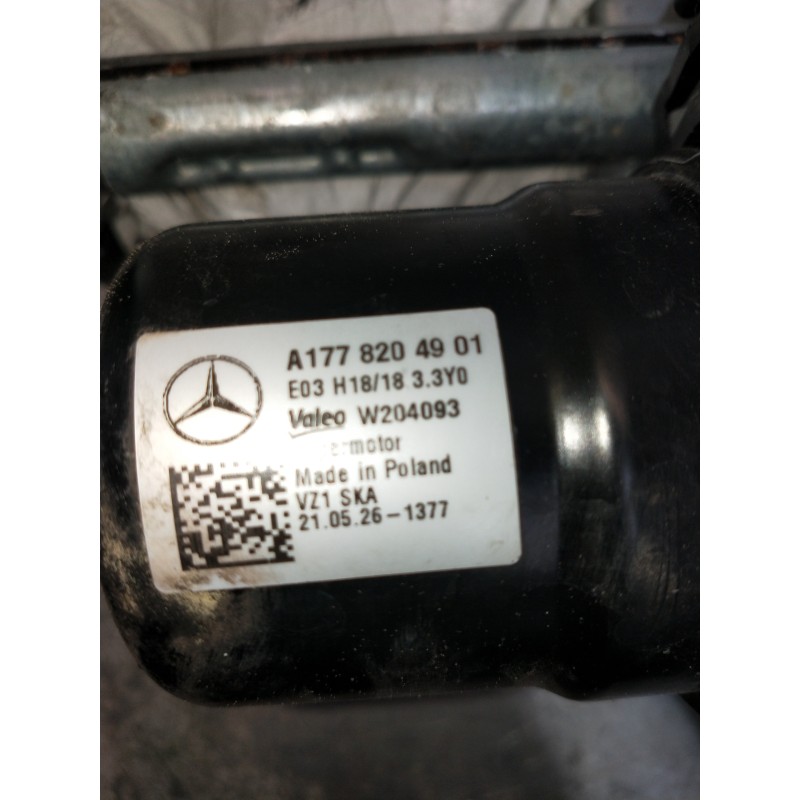 A177 820 49 01
E03 H18/18 3.3Y0
Valeo W204093
motor
Made in Poland
VZ1 SKA
21.05.26-1377